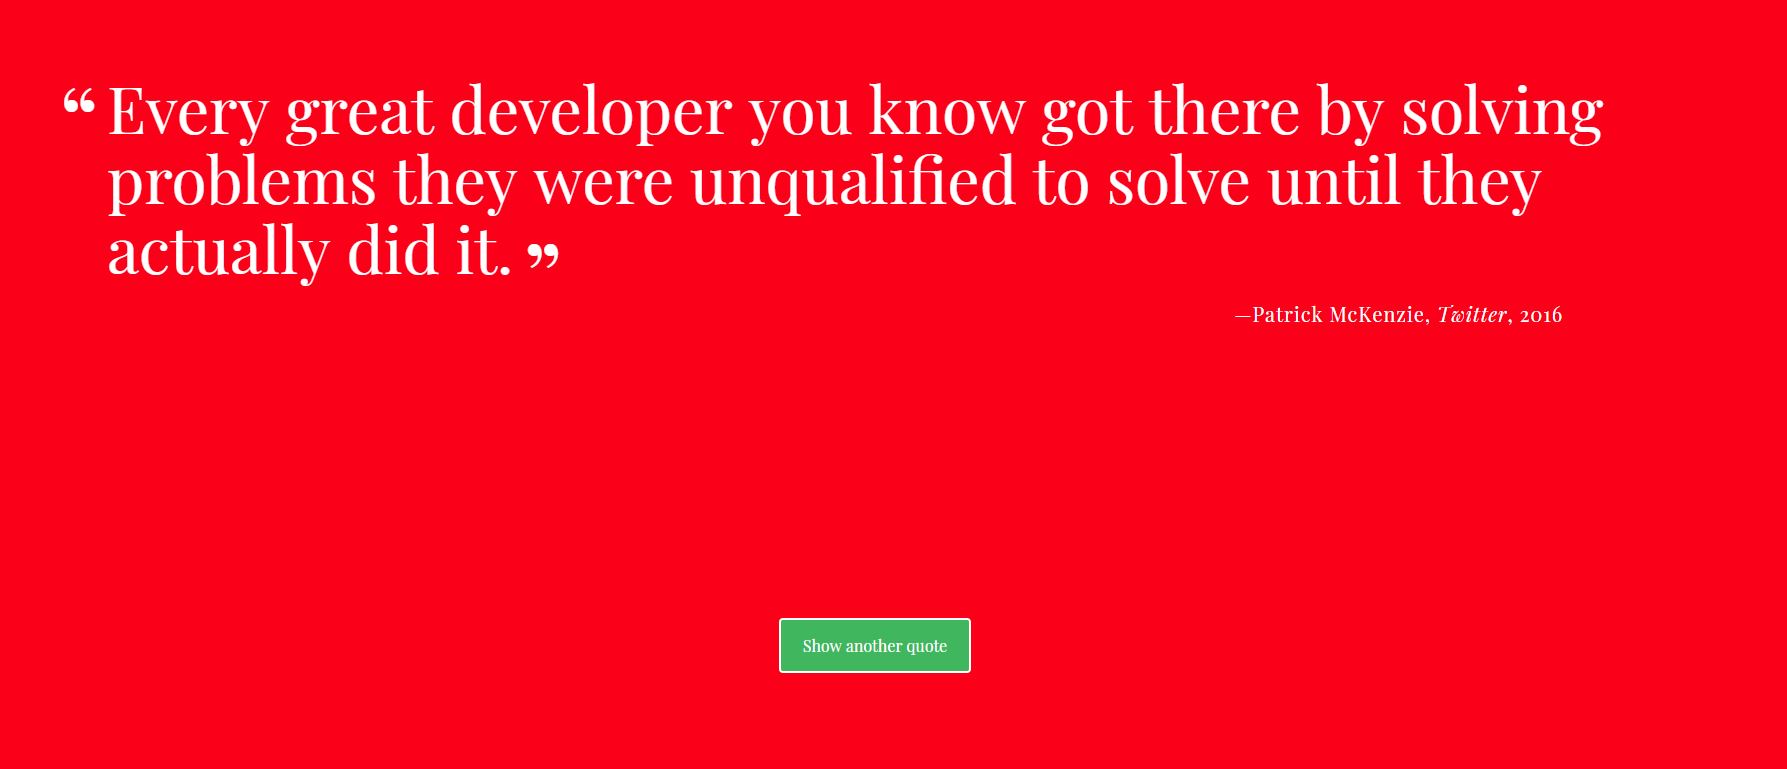 “Every great developer you know got there by solving
problems they were unqualified to solve until they
actually did it.”
—Patrick McKenzie, Twitter, 2016
Show another quote